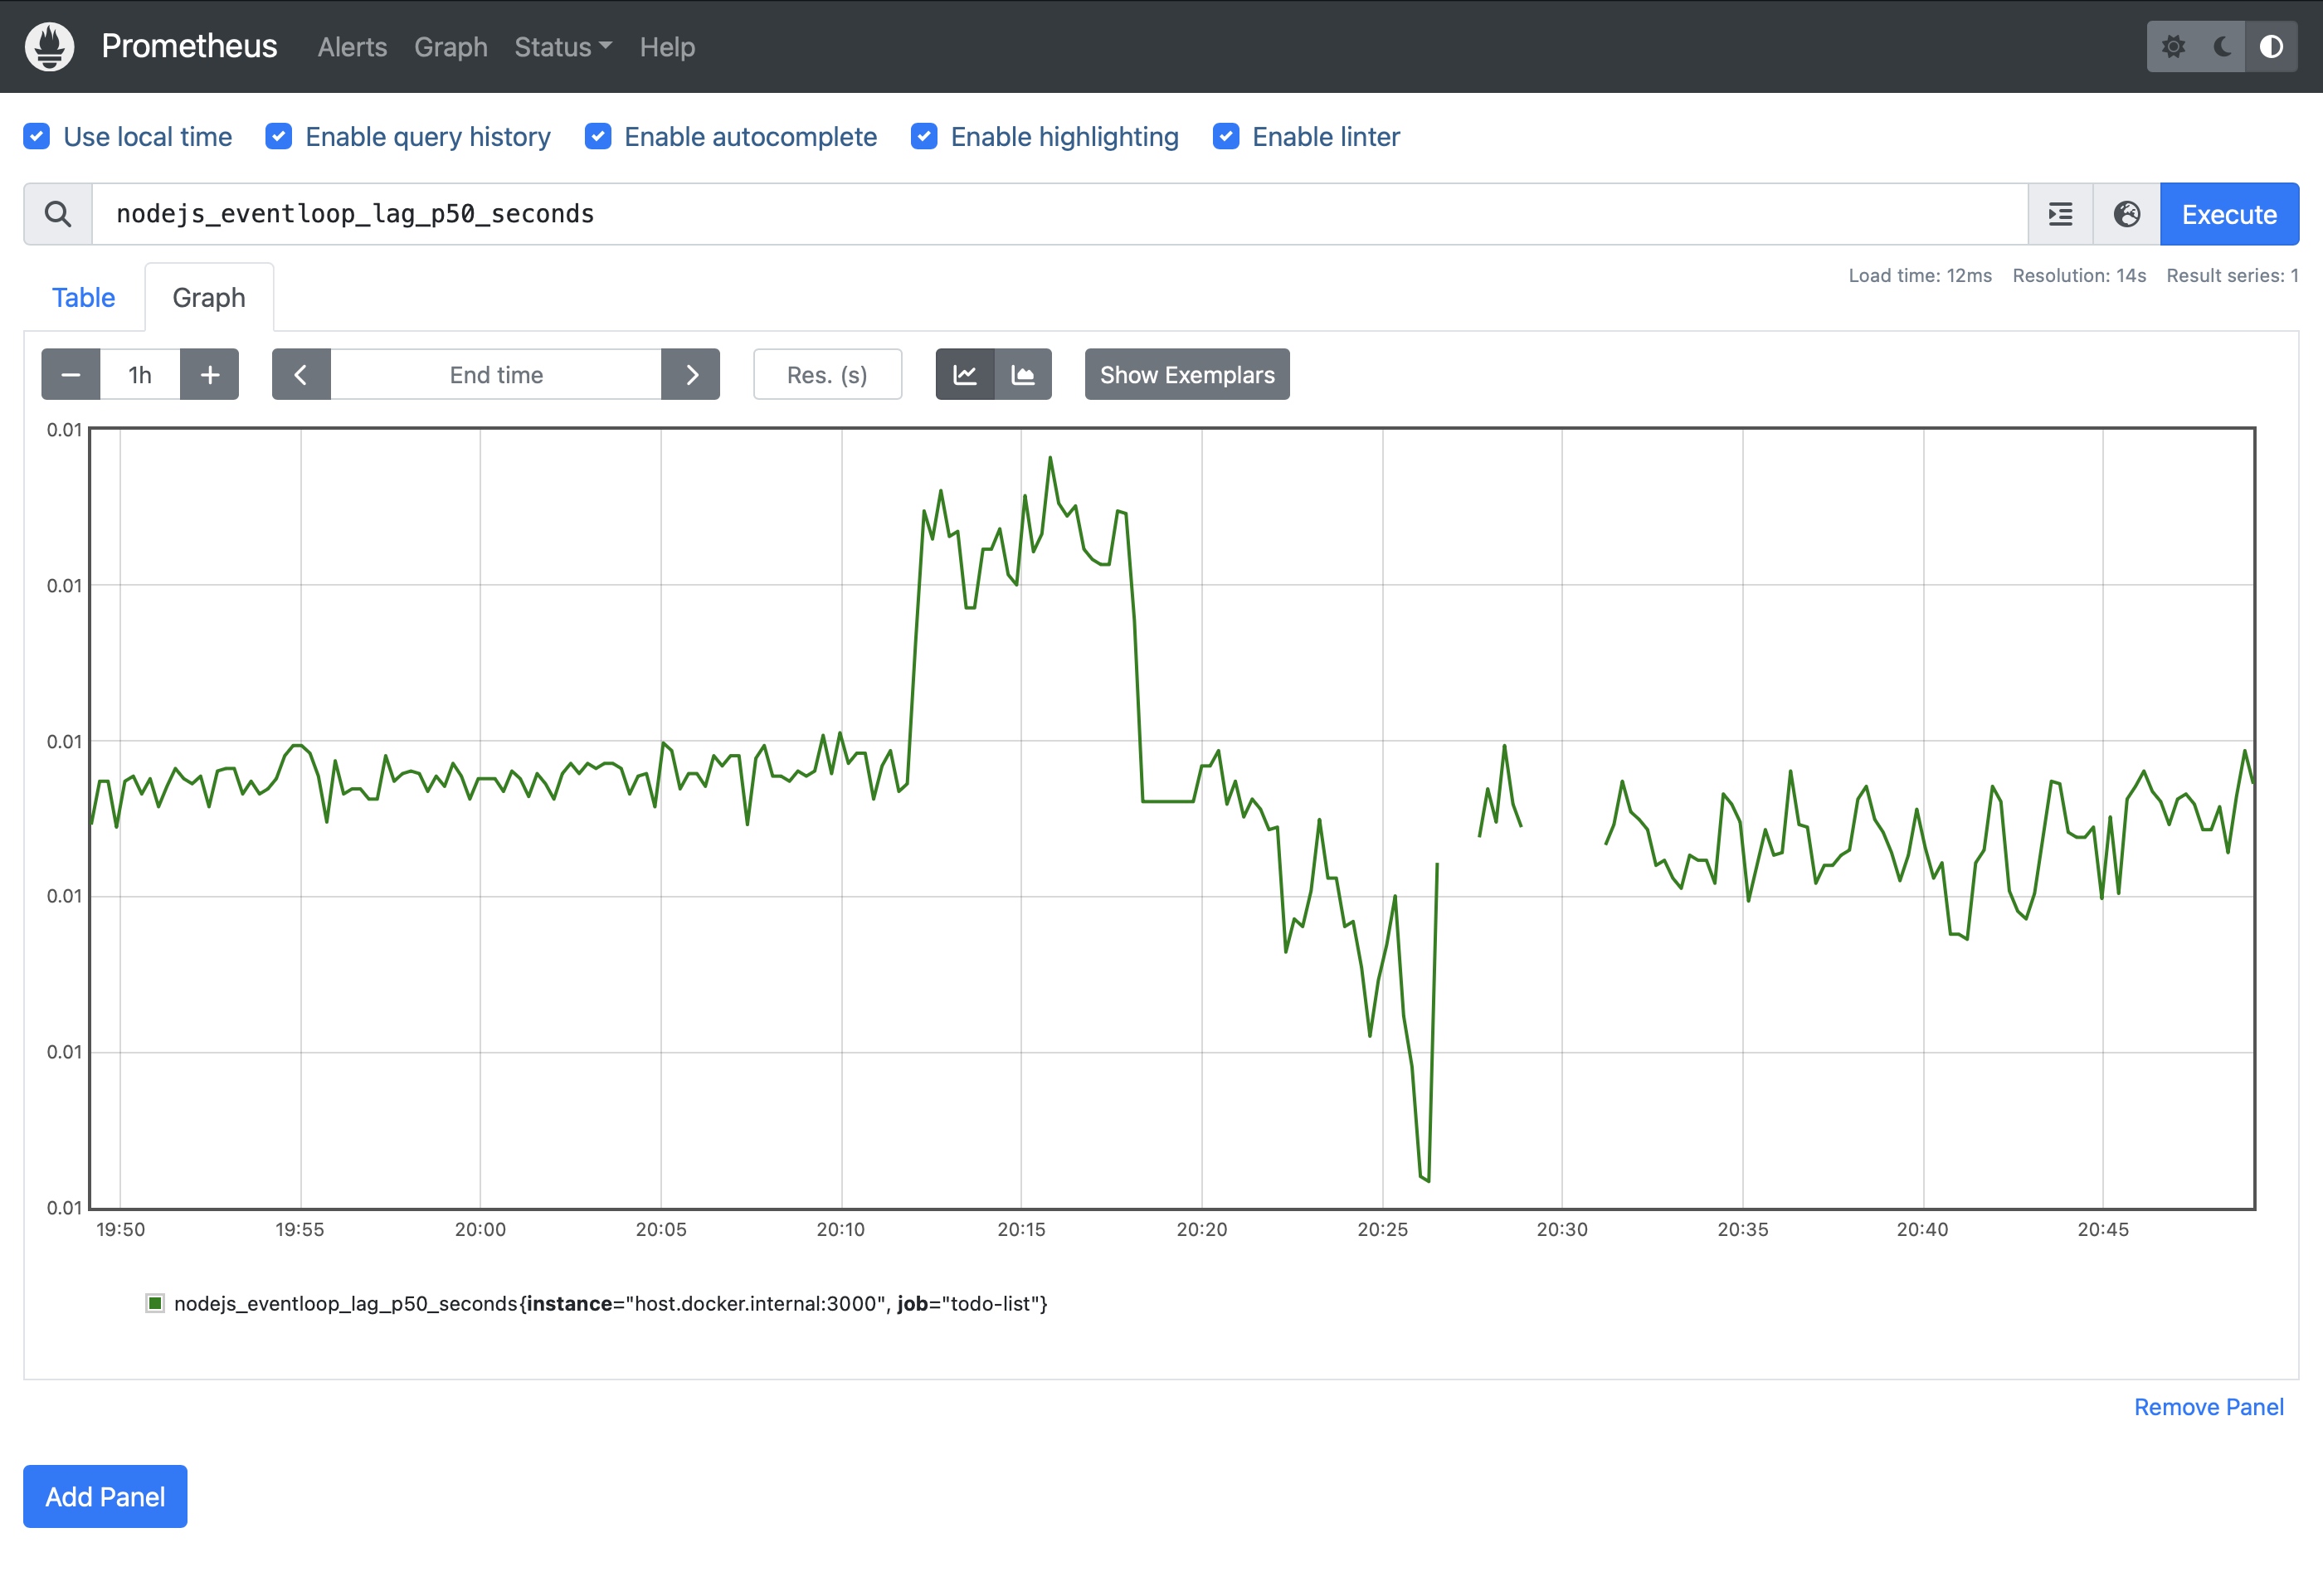 Prometheus Alerts Graph Status Help
Use local time Enable query history Enable autocomplete Enable highlighting Enable linter
nodejs_eventloop_lag_p50_seconds Execute
Load time: 12ms Resolution: 14s Result series: 1
Table Graph
1h End time Res. (s) Show Exemplars
0.01
0.01
0.01
0.01
0.01
0.01
19:50 19:55 20:00 20:05 20:10 20:15 20:20 20:25 20:30 20:35 20:40 20:45
nodejs_eventloop_lag_p50_seconds{instance="host.docker.internal:3000", job="todo-list"}
Remove Panel
Add Panel